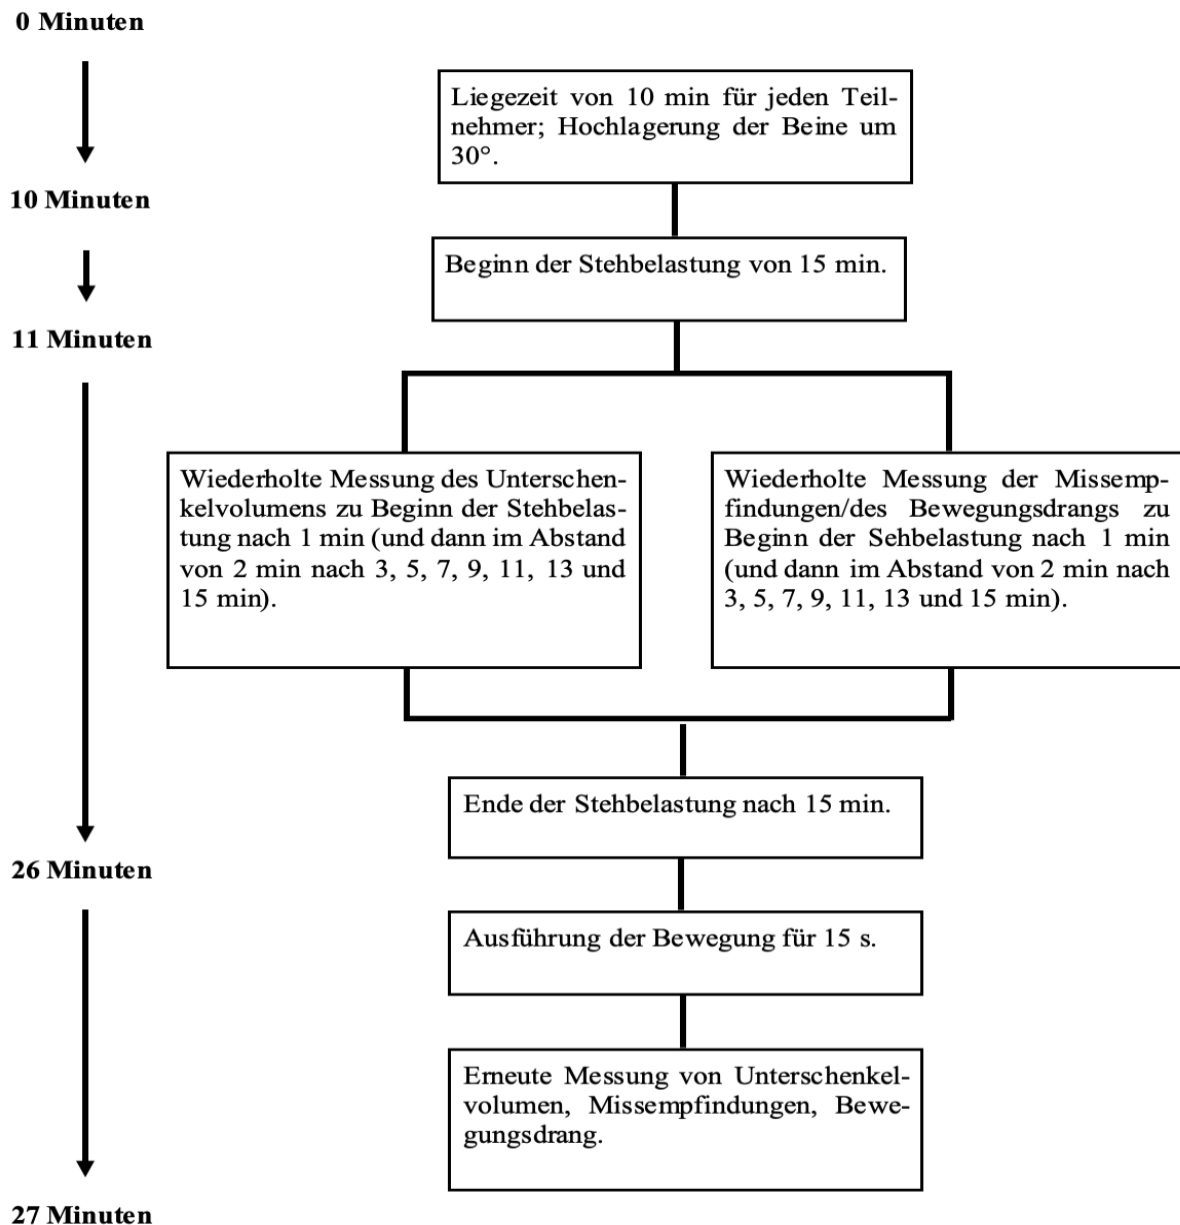 0 Minuten
Liegezeit von 10 min für jeden Teil-
nehmer; Hochlagerung der Beine um
30°.
10 Minuten
Beginn der Stehbelastung von 15 min.
11 Minuten
Wiederholte Messung des Unterschen-
kelvolumens zu Beginn der Stehbelas-
tung nach 1 min (und dann im Abstand
von 2 min nach 3, 5, 7, 9, 11, 13 und
15 min).
Wiederholte Messung der Missemp-
findungen/des Bewegungsdrangs zu
Beginn der Sehbelastung nach 1 min
(und dann im Abstand von 2 min nach
3, 5, 7, 9, 11, 13 und 15 min).
Ende der Stehbelastung nach 15 min.
26 Minuten
Ausführung der Bewegung für 15 s.
Erneute Messung von Unterschenkel-
volumen, Missempfindungen, Bewe-
gungsdrang.
27 Minuten